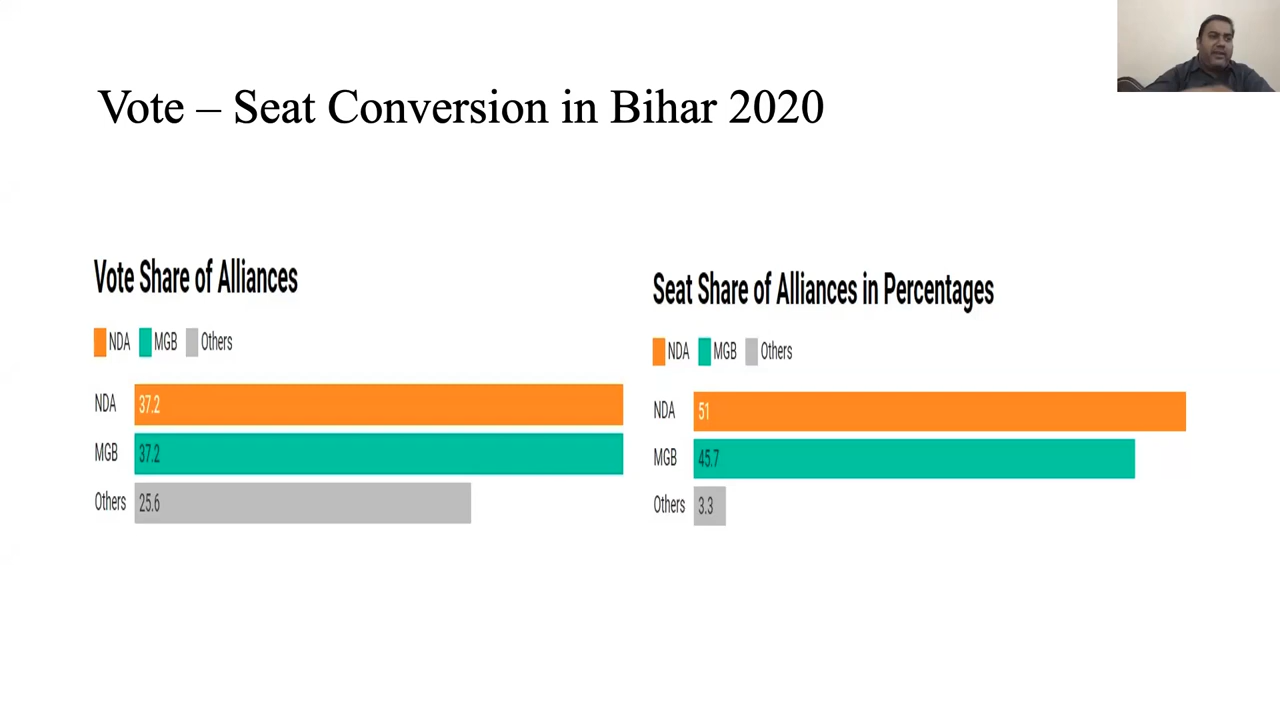 Vote – Seat Conversion in Bihar 2020
Vote Share of Alliances
NDA MGB Others
NDA 37.2
MGB 37.2
Others 25.6
Seat Share of Alliances in Percentages
NDA MGB Others
NDA 51
MGB 45.7
Others 3.3